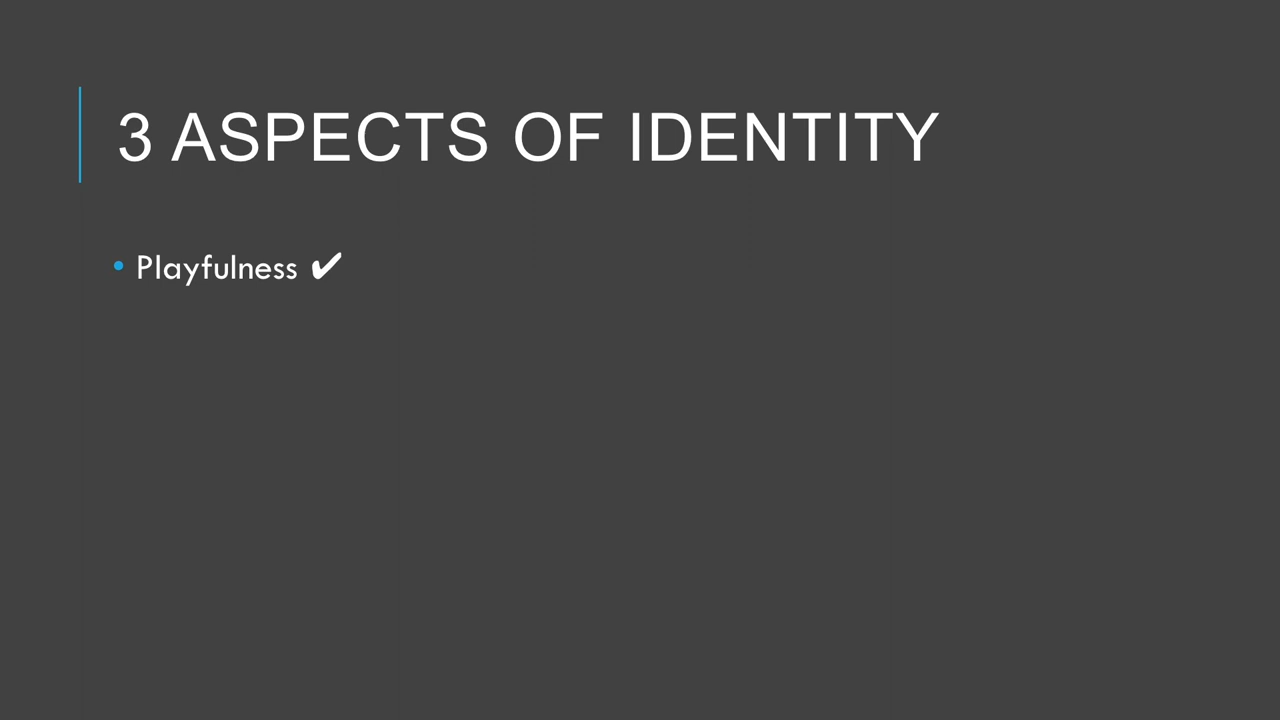 3 ASPECTS OF IDENTITY
• Playfulness ✔